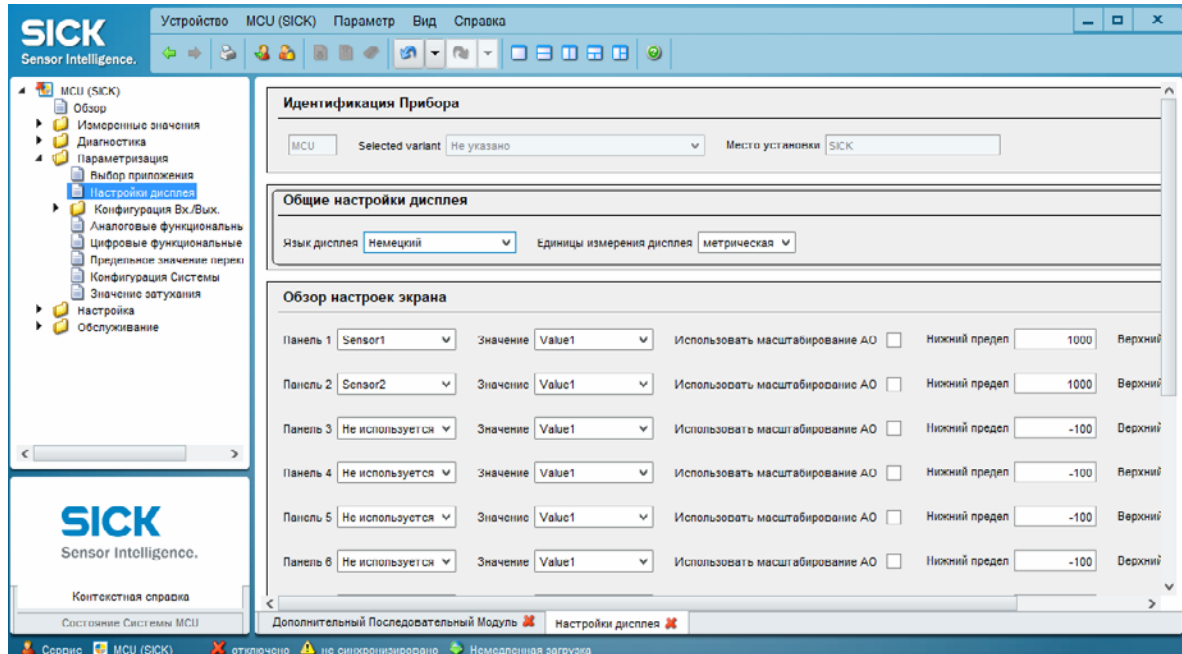 SICK
Sensor Intelligence.
Устройство MCU (SICK) Параметр Вид Справка
MCU (SICK)
Обзор
Измеренные значения
Диагностика
Параметризация
Выбор приложения
Настройки дисплея
Конфигурация Вх./Вых.
Аналоговые функциональнь
Цифровые функциональные
Предельное значение перек
Конфигурация Системы
Значение затухания
Настройка
Обслуживание
SICK
Sensor Intelligence.
Контекстная справка
Состояние Системы MCU
Идентификация Прибора
MCU Selected variant Не указано Место установки SICK
Общие настройки дисплея
Язык дисплея Немецкий Единицы измерения дисплея метрическая
Обзор настроек экрана
Панель 1 Sensor1 Значение Value1 Использовать масштабирование АО Нижний предел 1000 Верхний
Панель 2 Sensor2 Значение Value1 Использовать масштабирование АО Нижний предел 1000 Верхний
Панель 3 Не используется Значение Value1 Использовать масштабирование АО Нижний предел -100 Верхний
Панель 4 Не используется Значение Value1 Использовать масштабирование АО Нижний предел -100 Верхний
Панель 5 Не используется Значение Value1 Использовать масштабирование АО Нижний предел -100 Верхний
Панель 6 Не используется Значение Value1 Использовать масштабирование АО Нижний предел -100 Верхний
Дополнительный Последовательный Модуль Настройки дисплея
Сервис MCU (SICK) отключено не синхронизировано Немедленная загрузка